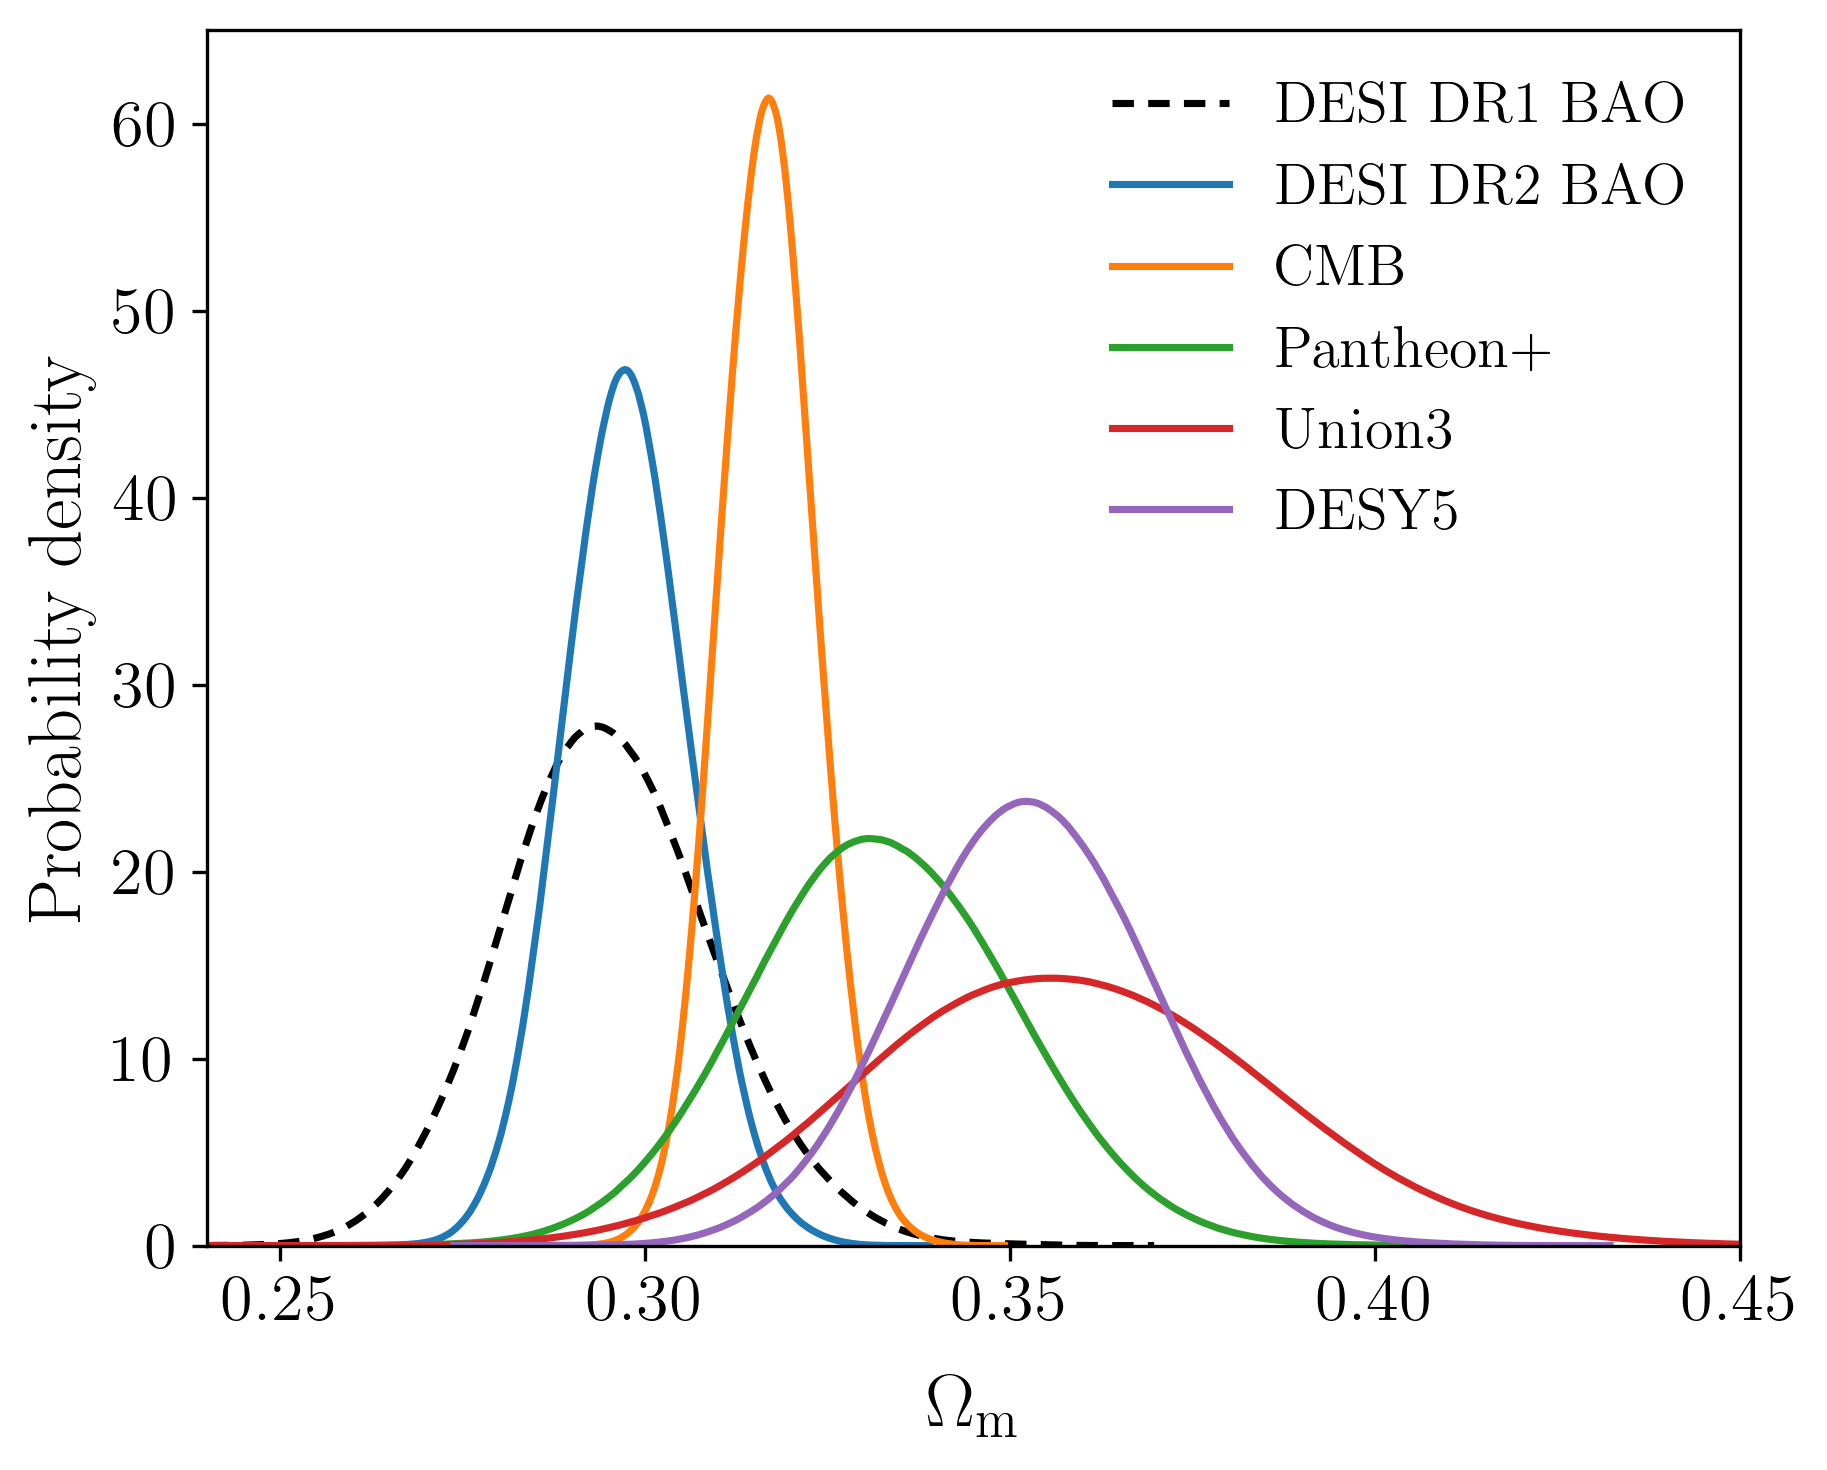 DESI DR1 BAO
DESI DR2 BAO
CMB
Pantheon+
Union3
DESY5
Probability density
60
50
40
30
20
10
0
0.25 0.30 0.35 0.40 0.45
Ωm